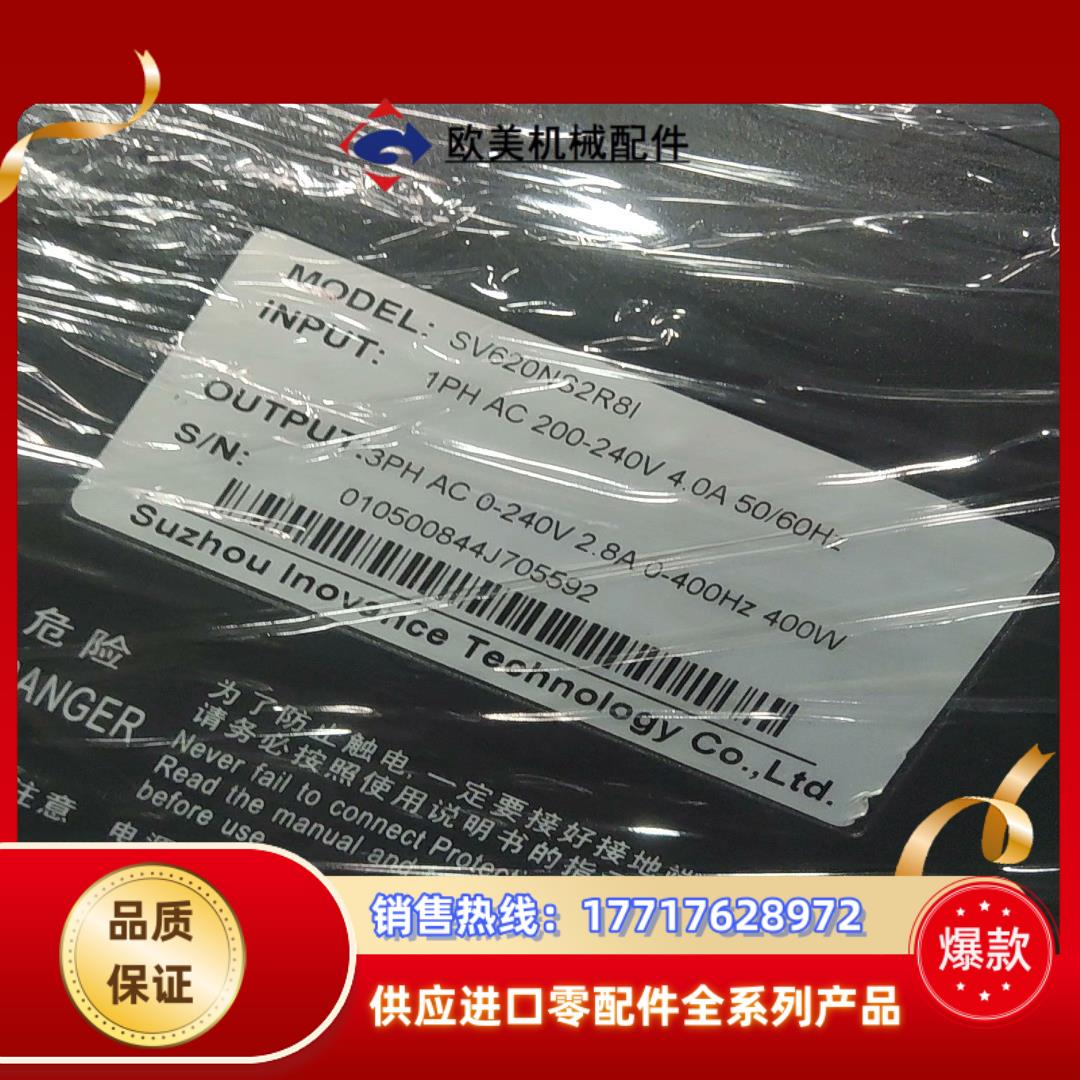 欧美机械配件
MODEL: SV620NS2R8I
iNPUT: 1PH AC 200-240V 4.0A 50/60Hz
OUTPUT:3PH AC 0-240V 2.8A 0-400Hz 400W
S/N: 010500844J705592
Suzhou Inovance Technology Co.,Ltd.
危险
ANGER
为了防止触电,一定要接好接地端
请务必按照使用说明书的指
Never fail to connect Protecti
Read the manual and
before use
注意
电源
品质
保证
销售热线：17717628972
供应进口零配件全系列产品
爆款